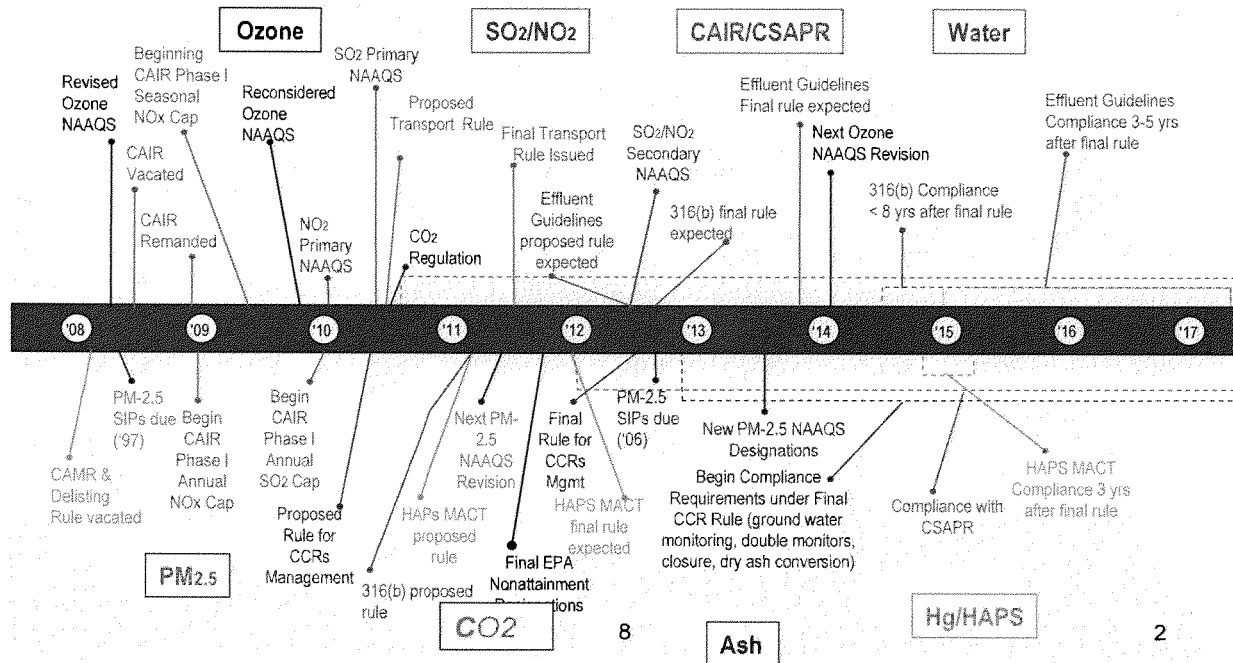 Ozone
SO2/NO2
CAIR/CSAPR
Water
Revised
Ozone
NAAQS
Beginning
CAIR Phase I
Seasonal
NOx Cap
CAIR
Vacated
CAIR
Remanded
Reconsidered
Ozone
NAAQS
NO2
Primary
NAAQS
SO2 Primary
NAAQS
Proposed
Transport Rule
CO2
Regulation
Final Transport
Rule Issued
Effluent
Guidelines
proposed rule
expected
SO2/NO2
Secondary
NAAQS
316(b) final rule
expected
Effluent Guidelines
Final rule expected
Next Ozone
NAAQS Revision
316(b) Compliance
< 8 yrs after final rule
Effluent Guidelines
Compliance 3-5 yrs
after final rule
'08
'09
'10
'11
'12
'13
'14
'15
'16
'17
CAMR &
Delisting
Rule vacated
PM-2.5
SIPs due
('97)
Begin
CAIR
Phase I
Annual
NOx Cap
Begin
CAIR
Phase I
Annual
SO2 Cap
Proposed
Rule for
CCRs
Management
316(b) proposed
rule
HAPs MACT
proposed
rule
Next PM-
2.5
NAAQS
Revision
Final EPA
Nonattainment
Final
Rule for
CCRs
Mgmt
HAPS MACT
final rule
expected
PM-2.5
SIPs due
('06)
New PM-2.5 NAAQS
Designations
Begin Compliance
Requirements under Final
CCR Rule (ground water
monitoring, double monitors,
closure, dry ash conversion)
Compliance with
CSAPR
HAPS MACT
Compliance 3 yrs
after final rule
PM2.5
CO2
8
Ash
Hg/HAPS
2